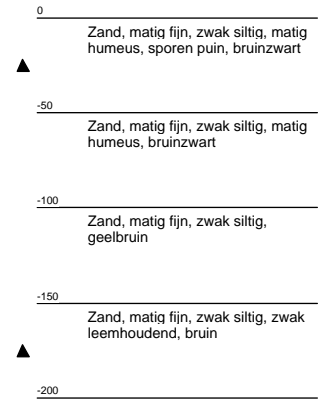 0
Zand, matig fijn, zwak siltig, matig
humeus, sporen puin, bruinzwart
-50
Zand, matig fijn, zwak siltig, matig
humeus, bruinzwart
-100
Zand, matig fijn, zwak siltig,
geelbruin
-150
Zand, matig fijn, zwak siltig, zwak
leemhoudend, bruin
-200